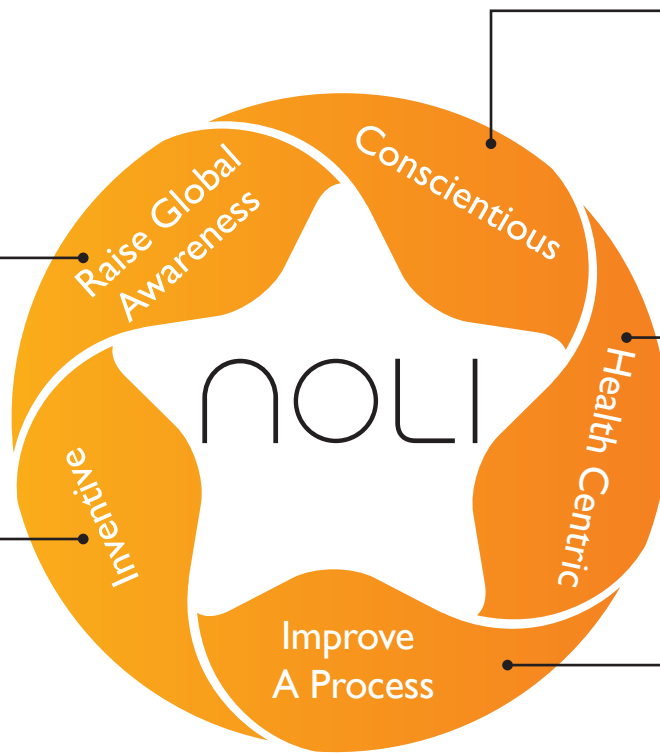 Conscientious
Raise Global
Awareness
Health Centric
noLI
Inventive
Improve
A Process